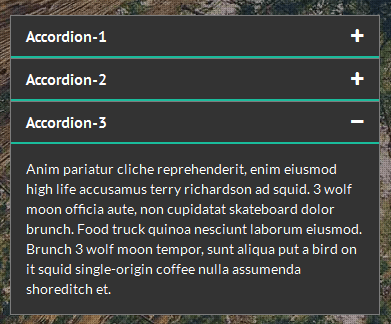 Accordion-1
Accordion-2
Accordion-3
Anim pariatur cliche reprehenderit, enim eiusmod
high life accusamus terry richardson ad squid. 3 wolf
moon officia aute, non cupidatat skateboard dolor
brunch. Food truck quinoa nesciunt laborum eiusmod.
Brunch 3 wolf moon tempor, sunt aliqua put a bird on
it squid single-origin coffee nulla assumenda
shoreditch et.